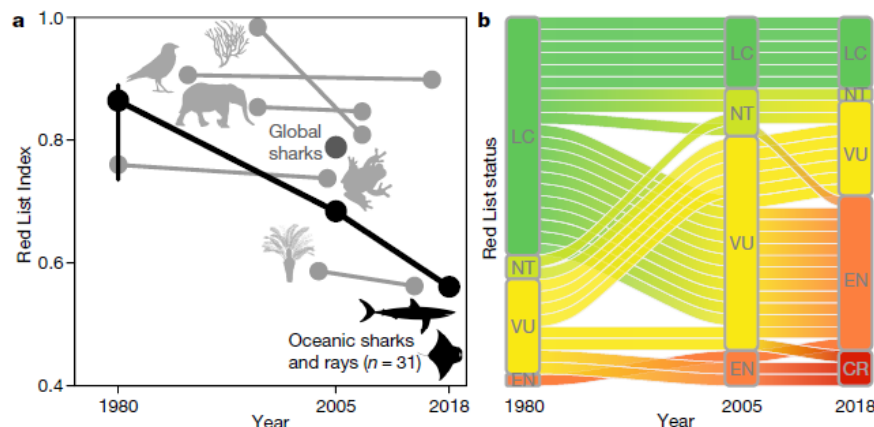 a
1.0
0.8
0.6
0.4
Red List Index
Global
sharks
Oceanic sharks
and rays (n = 31)
1980
2005
2018
Year
b
Red List status
LC
NT
VU
EN
LC
NT
VU
EN
LC
NT
VU
EN
CR
1980
2005
2018
Year